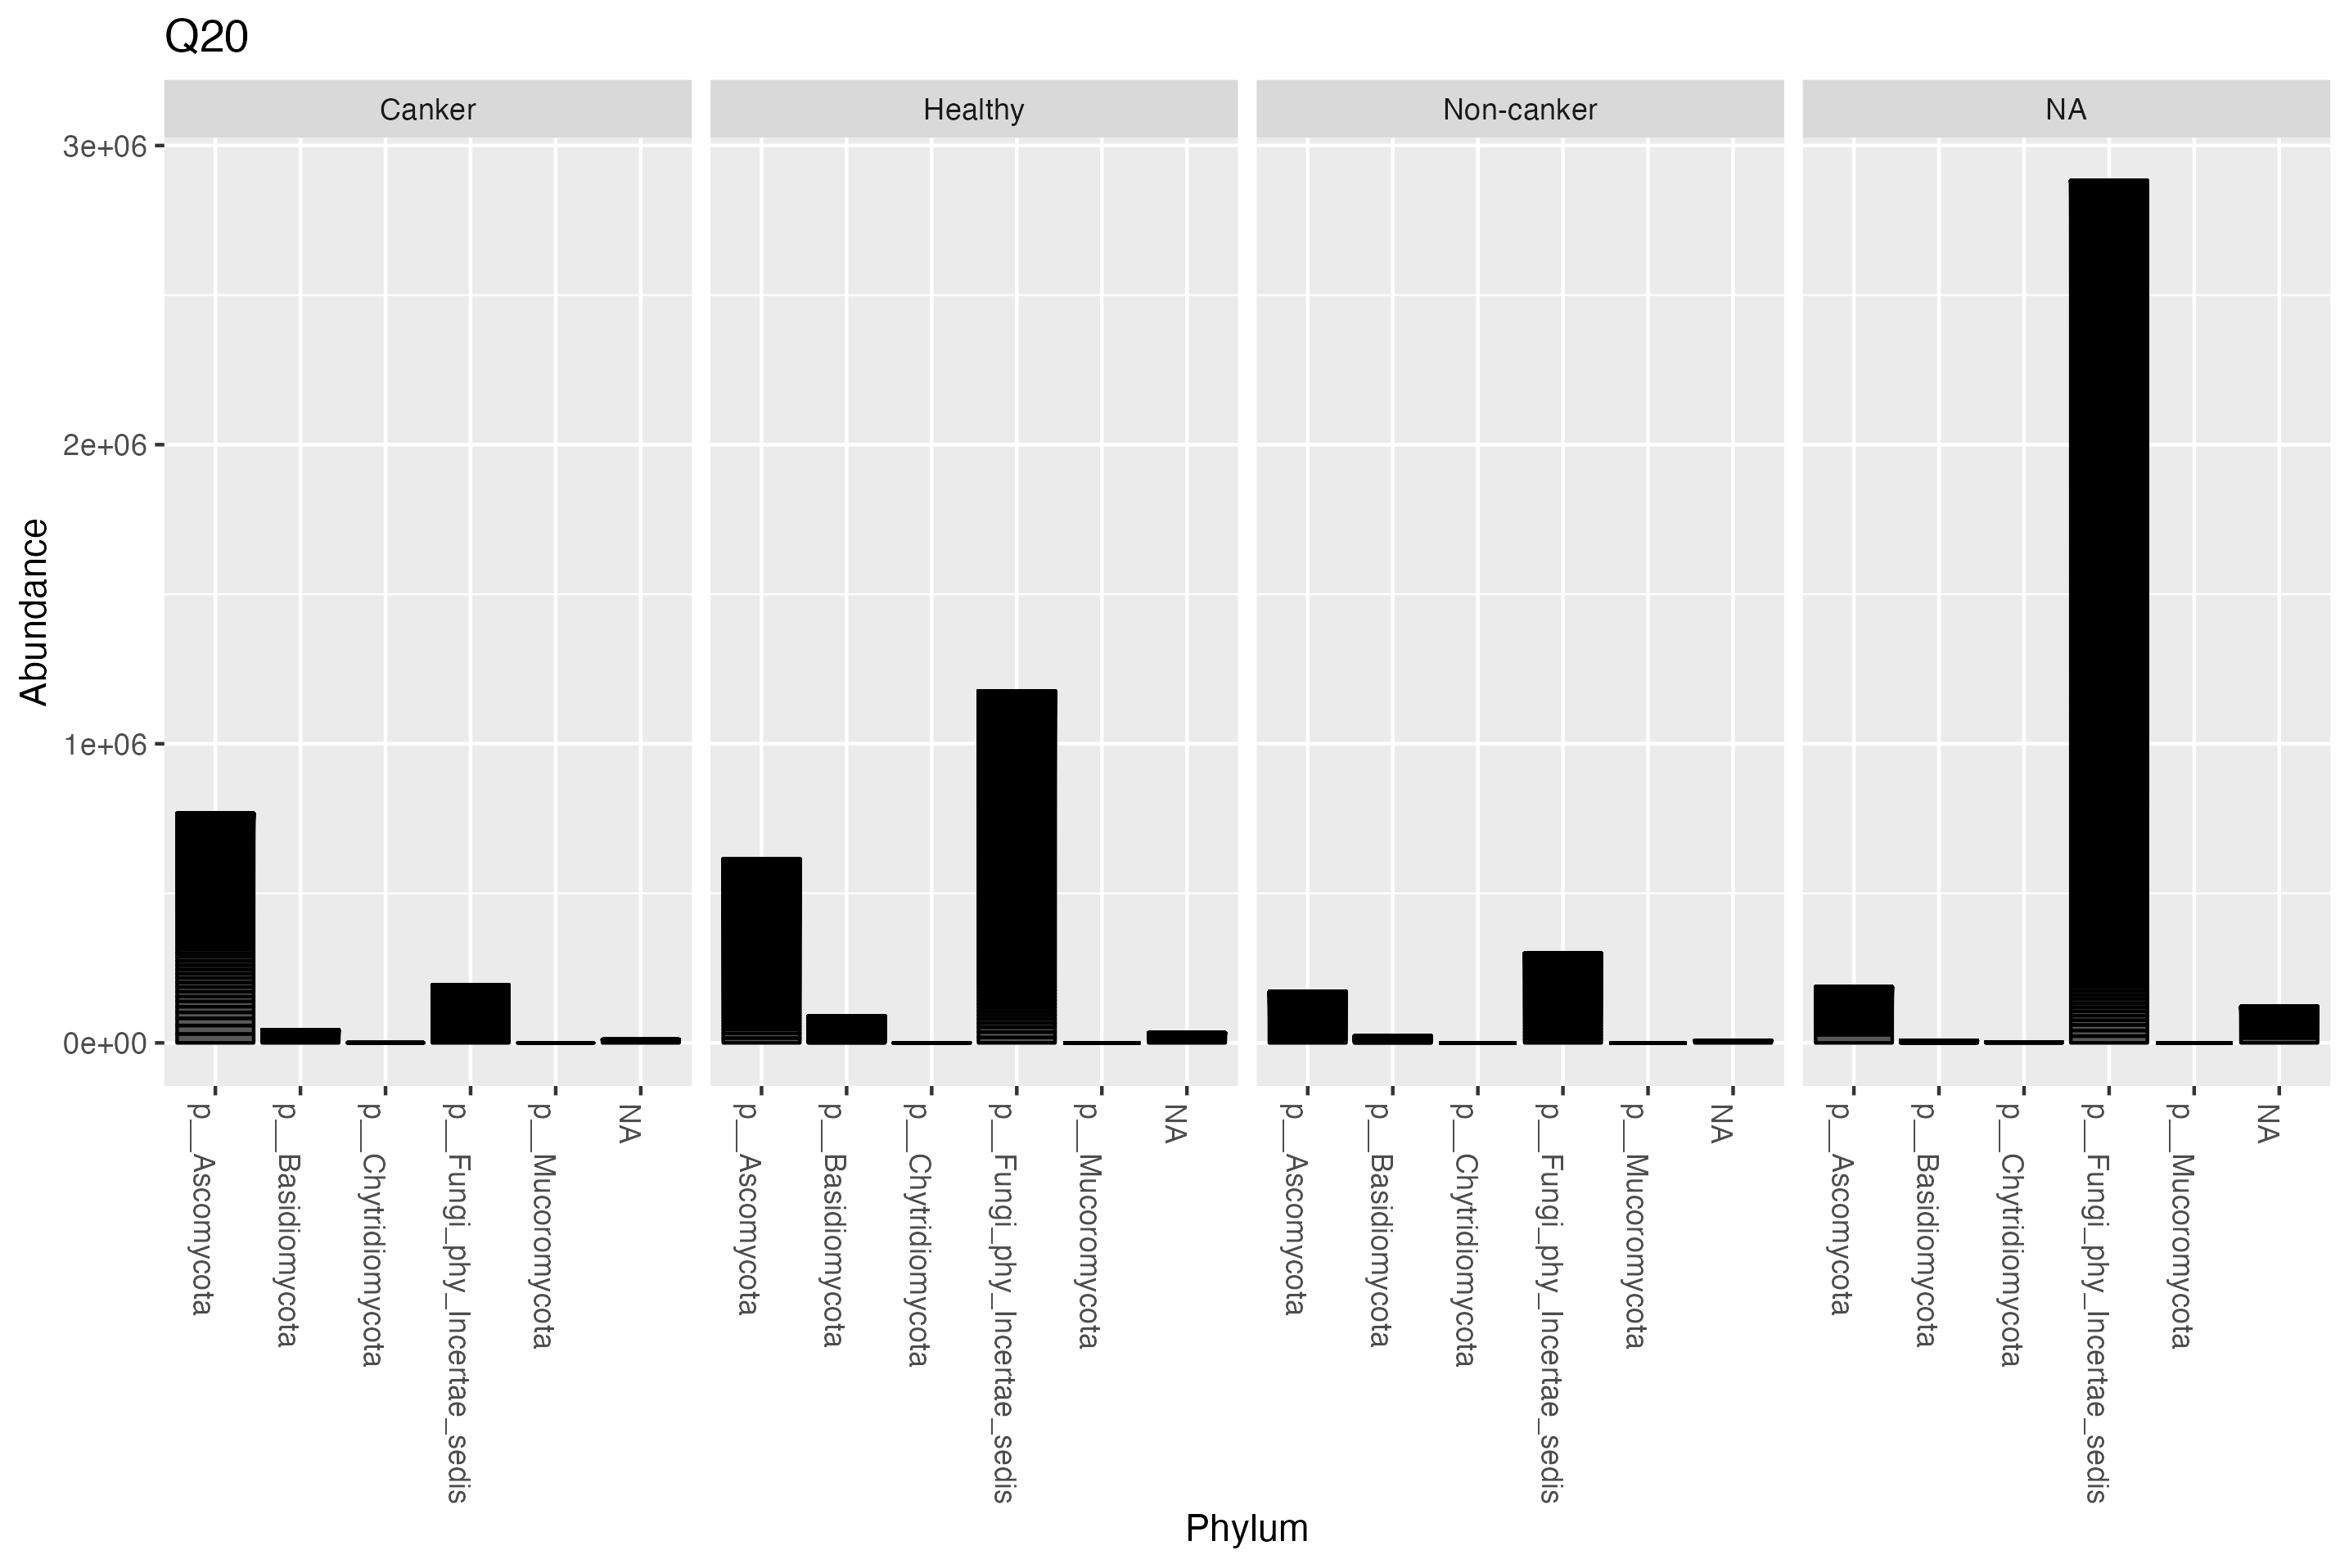 Q20
Canker Healthy Non-canker NA
3e+06
2e+06
1e+06
0e+00
Abundance
p__Ascomycota
p__Basidiomycota
p__Chytridiomycota
p__Fungi_phy_Incertae_sedis
p__Mucoromycota
NA
p__Ascomycota
p__Basidiomycota
p__Chytridiomycota
p__Fungi_phy_Incertae_sedis
p__Mucoromycota
NA
p__Ascomycota
p__Basidiomycota
p__Chytridiomycota
p__Fungi_phy_Incertae_sedis
p__Mucoromycota
NA
p__Ascomycota
p__Basidiomycota
p__Chytridiomycota
p__Fungi_phy_Incertae_sedis
p__Mucoromycota
NA
Phylum